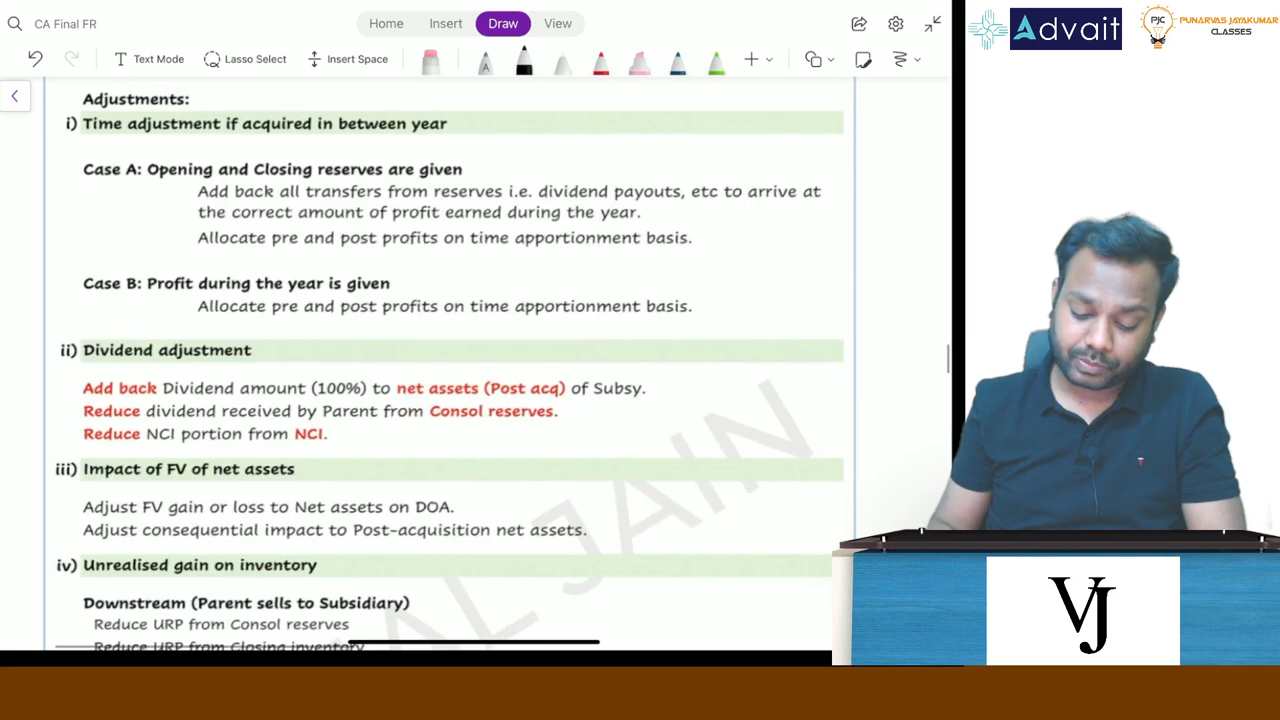 CA Final FR
Home Insert Draw View
Text Mode Lasso Select Insert Space
A
Advait
PJC
PUNARVAS JAYAKUMAR
CLASSES
Adjustments:
i) Time adjustment if acquired in between year
Case A: Opening and Closing reserves are given
Add back all transfers from reserves i.e. dividend payouts, etc to arrive at
the correct amount of profit earned during the year.
Allocate pre and post profits on time apportionment basis.
Case B: Profit during the year is given
Allocate pre and post profits on time apportionment basis.
ii) Dividend adjustment
Add back Dividend amount (100%) to net assets (Post acq) of Subsy.
Reduce dividend received by Parent from Consol reserves.
Reduce NCI portion from NCI.
iii) Impact of FV of net assets
Adjust FV gain or loss to Net assets on DOA.
Adjust consequential impact to Post-acquisition net assets.
iv) Unrealised gain on inventory
Downstream (Parent sells to Subsidiary)
Reduce URP from Consol reserves
Reduce URP from Closing inventory
JAIN
VJ